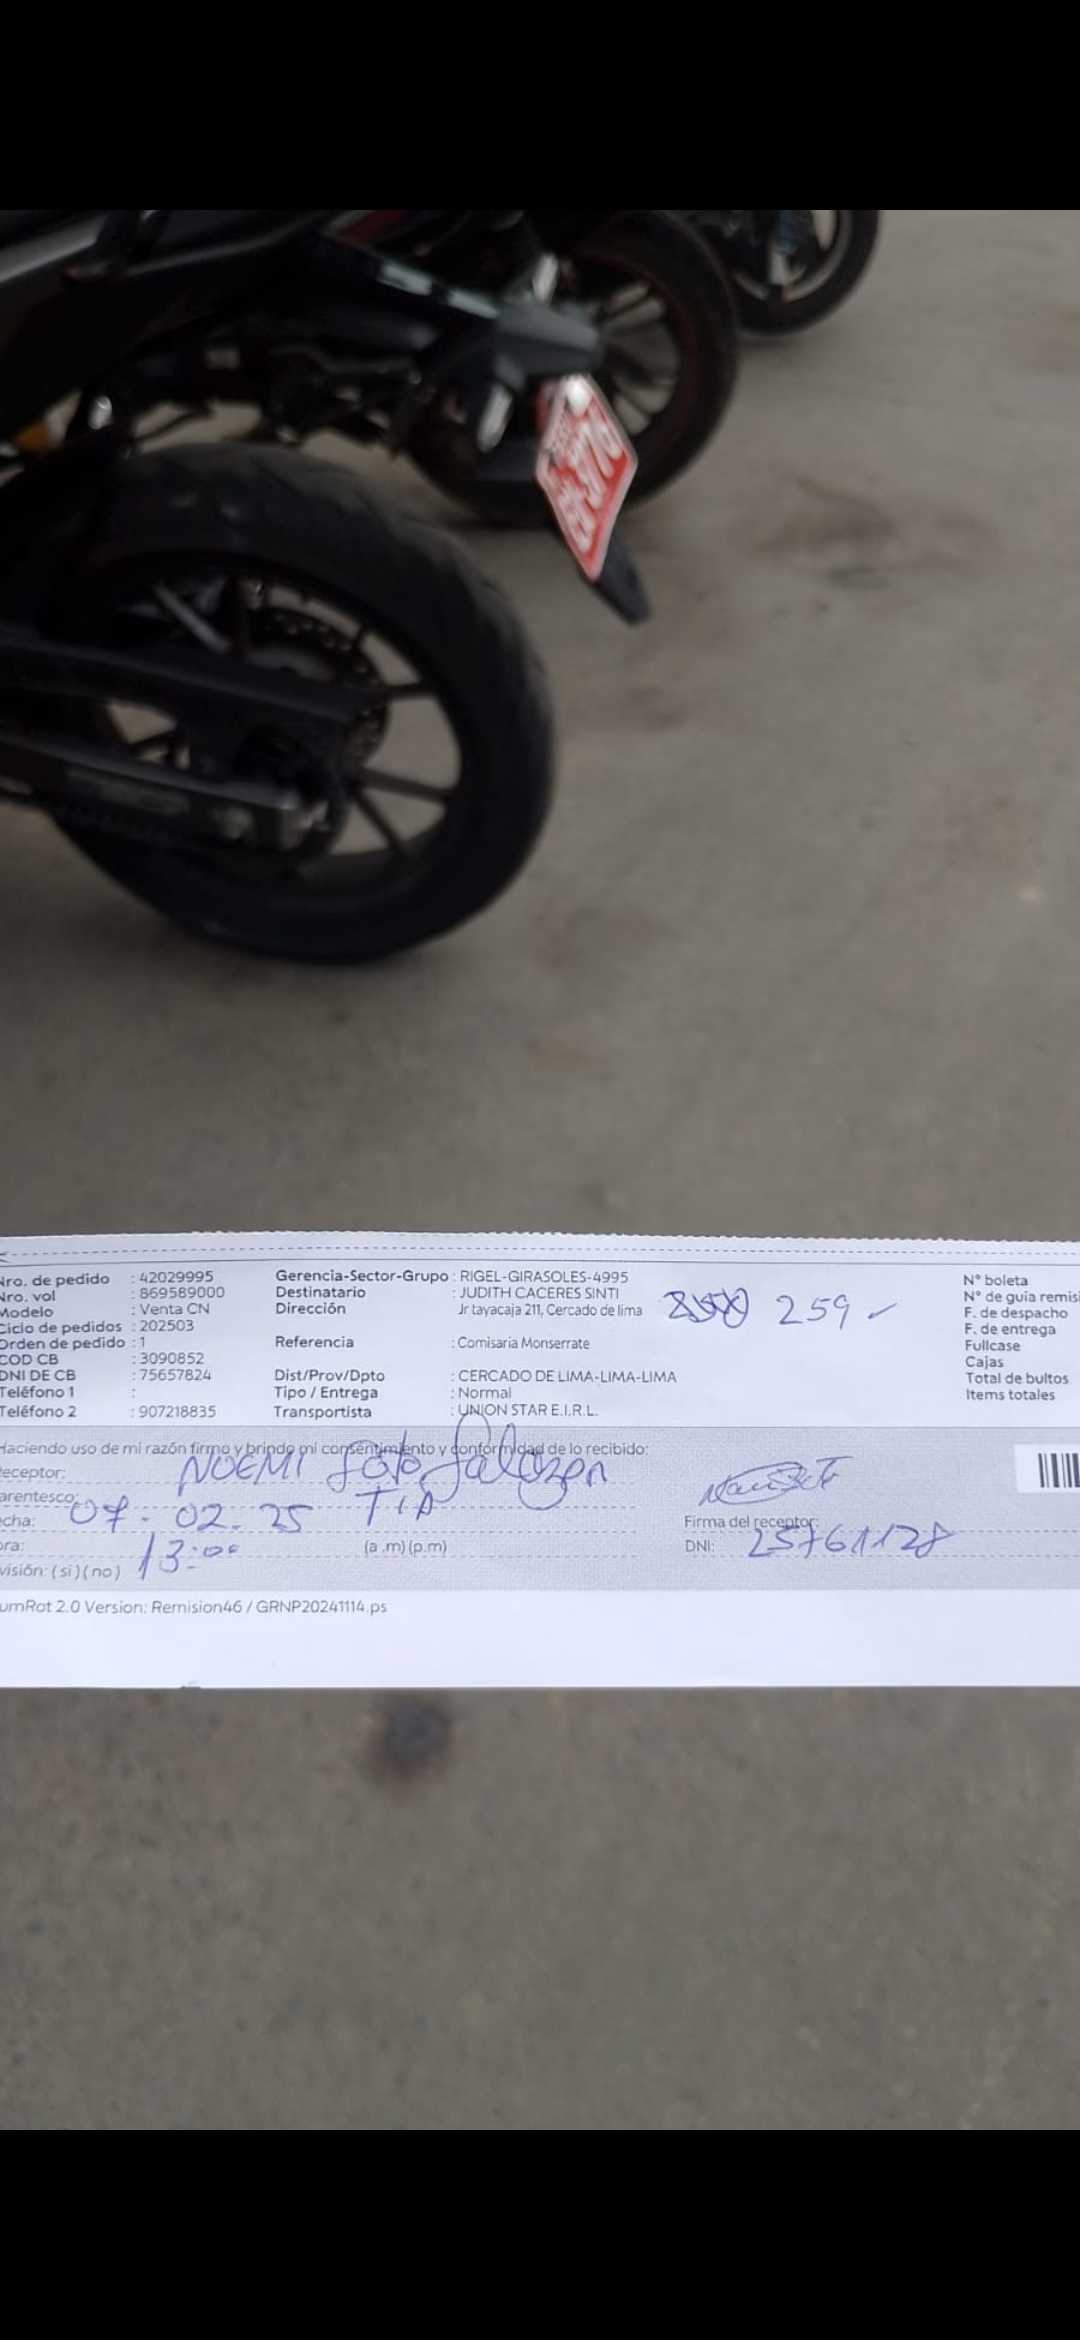 Nro. de pedido : 42029995 Gerencia-Sector-Grupo : RIGEL-GIRASOLES-4995 N° boleta
Nro. vol : 869589000 Destinatario : JUDITH CACERES SINTI N° de guia remisi
Modelo : Venta CN Dirección Jr tayacaja 211, Cercado de lima 259 F. de despacho
Ciclo de pedidos : 202503 F. de entrega
Orden de pedido : 1 Referencia : Comisaria Monserrate Fullcase
COD CB : 3090852 Cajas
DNI DE CB : 75657824 Dist/Prov/Dpto : CERCADO DE LIMA-LIMA-LIMA Total de bultos
Teléfono 1 : Tipo / Entrega : Normal Items totales
Teléfono 2 : 907218835 Transportista : UNION STAR E.I.R.L.
Haciendo uso de mi razón firmo y brindo mi consentimiento y conformidad de lo recibido:
eceptor: NOEMI Soto Salazar
arentesco: TIA
echa: 07-02-25 Firma del receptor:
ora: 13:00 (a .m) (p.m) DNI: 25761128
visión: ( si ) ( no )
umRot 2.0 Version: Remision46 / GRNP20241114.ps